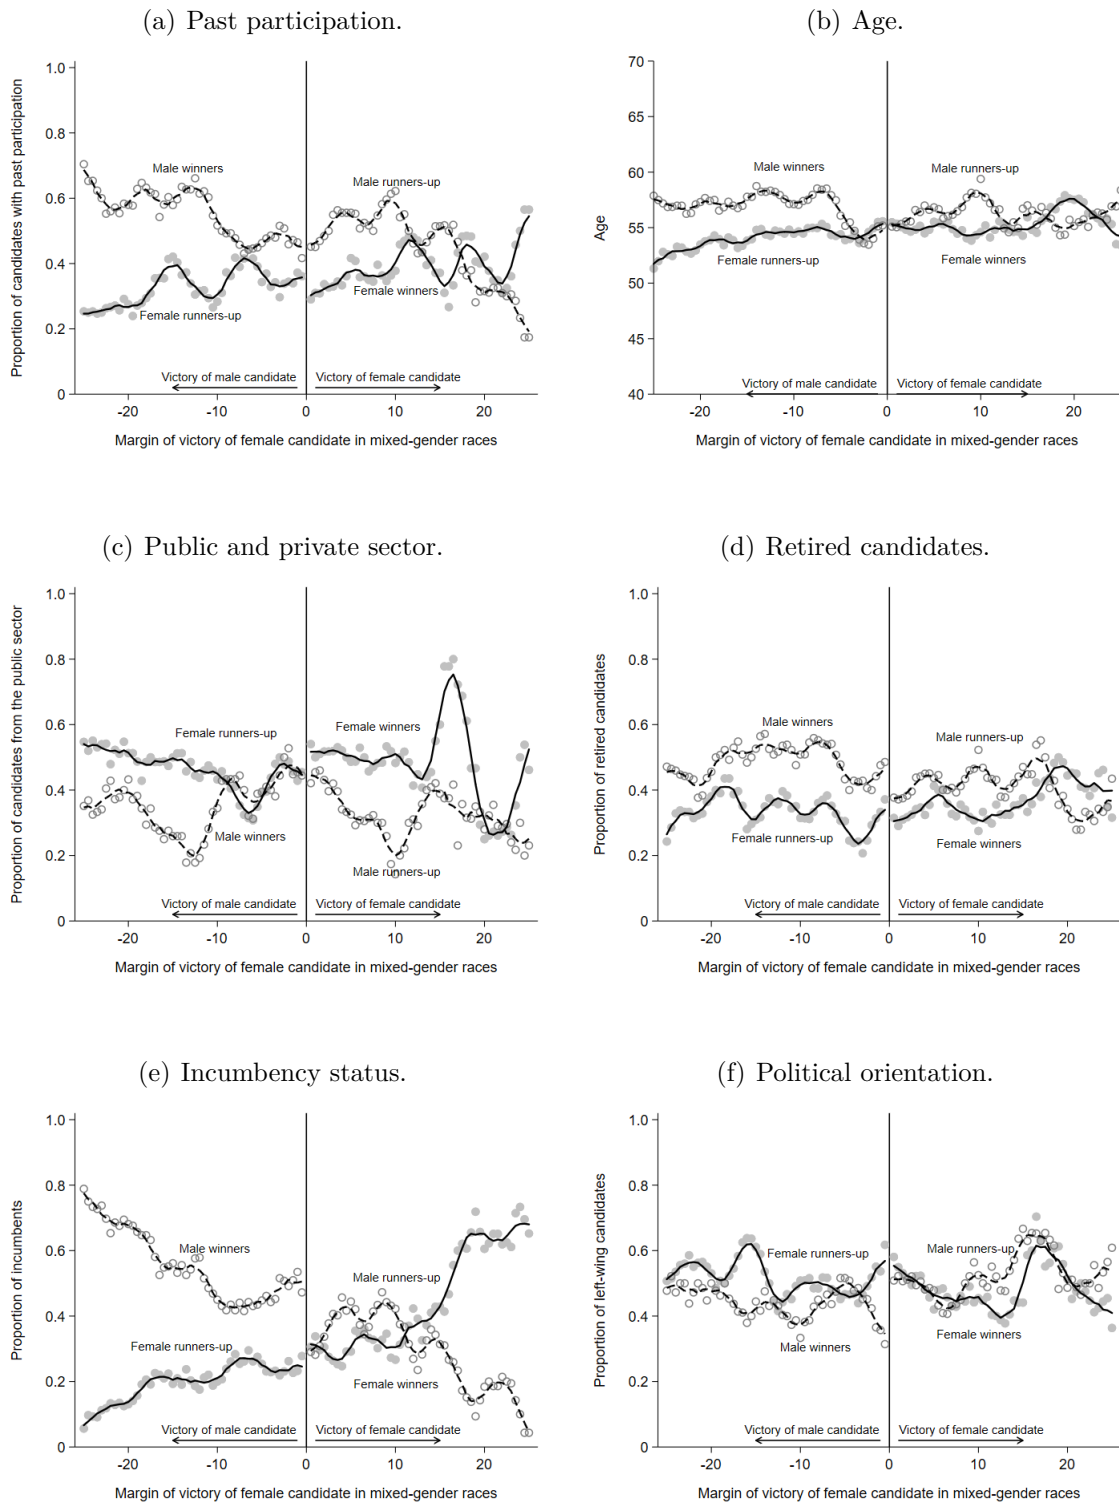 (a) Past participation.
Proportion of candidates with past participation
1.0
0.8
0.6
0.4
0.2
0
Male winners
Male runners-up
Female runners-up
Female winners
Victory of male candidate
Victory of female candidate
-20
-10
0
10
20
Margin of victory of female candidate in mixed-gender races
(b) Age.
Age
70
65
60
55
50
45
40
Male winners
Male runners-up
Female runners-up
Female winners
Victory of male candidate
Victory of female candidate
-20
-10
0
10
20
Margin of victory of female candidate in mixed-gender races
(c) Public and private sector.
Proportion of candidates from the public sector
1.0
0.8
0.6
0.4
0.2
0
Female runners-up
Female winners
Male winners
Male runners-up
Victory of male candidate
Victory of female candidate
-20
-10
0
10
20
Margin of victory of female candidate in mixed-gender races
(d) Retired candidates.
Proportion of retired candidates
1.0
0.8
0.6
0.4
0.2
0
Male winners
Male runners-up
Female runners-up
Female winners
Victory of male candidate
Victory of female candidate
-20
-10
0
10
20
Margin of victory of female candidate in mixed-gender races
(e) Incumbency status.
Proportion of incumbents
1.0
0.8
0.6
0.4
0.2
0
Male winners
Male runners-up
Female runners-up
Female winners
Victory of male candidate
Victory of female candidate
-20
-10
0
10
20
Margin of victory of female candidate in mixed-gender races
(f) Political orientation.
Proportion of left-wing candidates
1.0
0.8
0.6
0.4
0.2
0
Female runners-up
Male runners-up
Male winners
Female winners
Victory of male candidate
Victory of female candidate
-20
-10
0
10
20
Margin of victory of female candidate in mixed-gender races